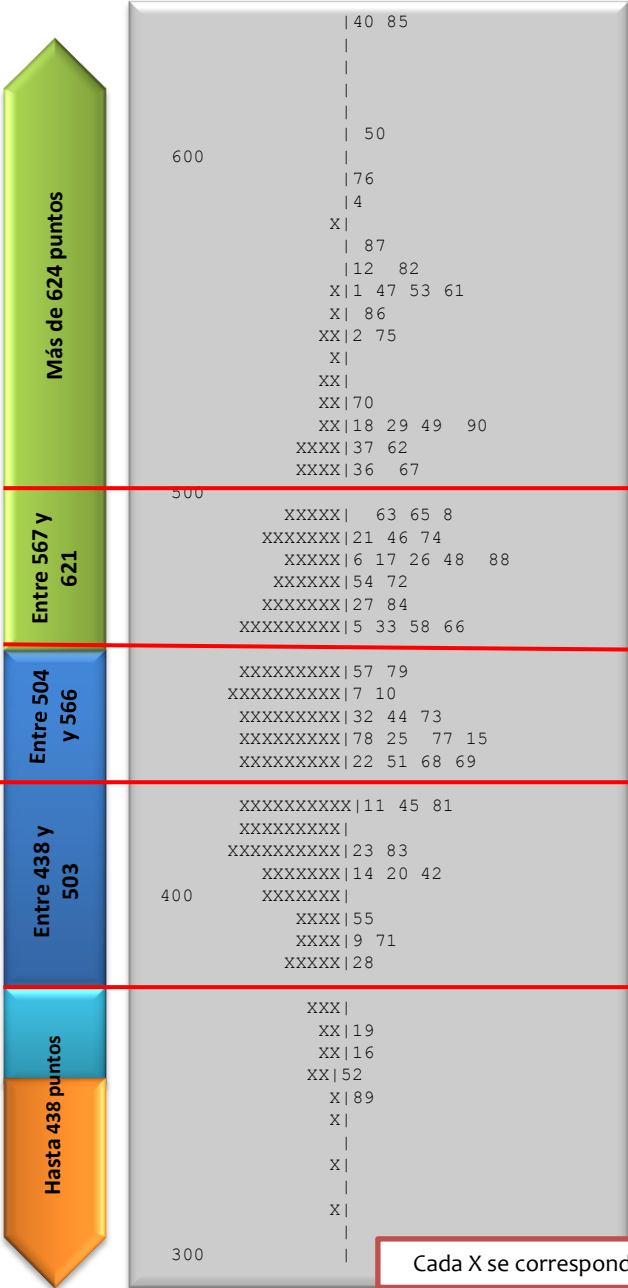 |40 85
|
|
|
|
| 50
600 |
|76
|4
X|
| 87
|12 82
X|1 47 53 61
X| 86
XX|2 75
X|
XX|
XX|70
XX|18 29 49 90
XXXX|37 62
XXXX|36 67
Más de 624 puntos
500
XXXXX| 63 65 8
XXXXXXX|21 46 74
XXXXX|6 17 26 48 88
XXXXXX|54 72
XXXXXXX|27 84
XXXXXXXXX|5 33 58 66
Entre 567 y
621
XXXXXXXXX|57 79
XXXXXXXXXX|7 10
XXXXXXXXX|32 44 73
XXXXXXXXX|78 25 77 15
XXXXXXXXX|22 51 68 69
Entre 504
y 566
XXXXXXXXXX|11 45 81
XXXXXXXXX|
XXXXXXXXXX|23 83
XXXXXXX|14 20 42
400 XXXXXXX|
XXXX|55
XXXX|9 71
XXXXX|28
Entre 438 y
503
XXX|
XX|19
XX|16
XX|52
X|89
X|
|
X|
|
X|
|
300 |
Hasta 438 puntos
Cada X se correspond